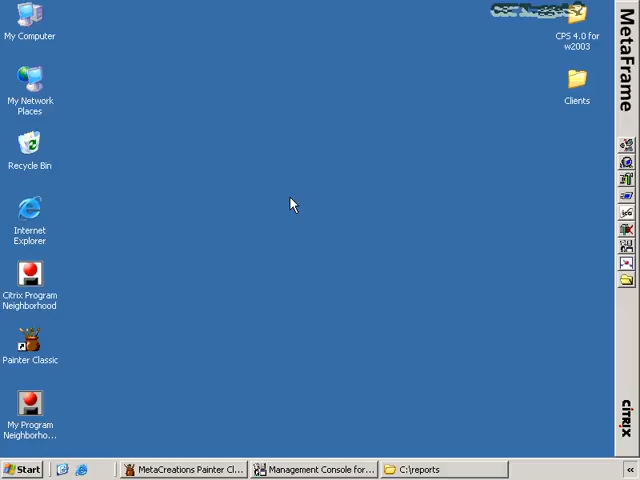 My Computer
CPS 4.0 for
w2003
My Network
Places
Clients
Recycle Bin
Internet
Explorer
Citrix Program
Neighborhood
Painter Classic
My Program
Neighborho...
MetaFrame
CITRIX
Start
MetaCreations Painter Cl...
Management Console for...
C:\reports
«